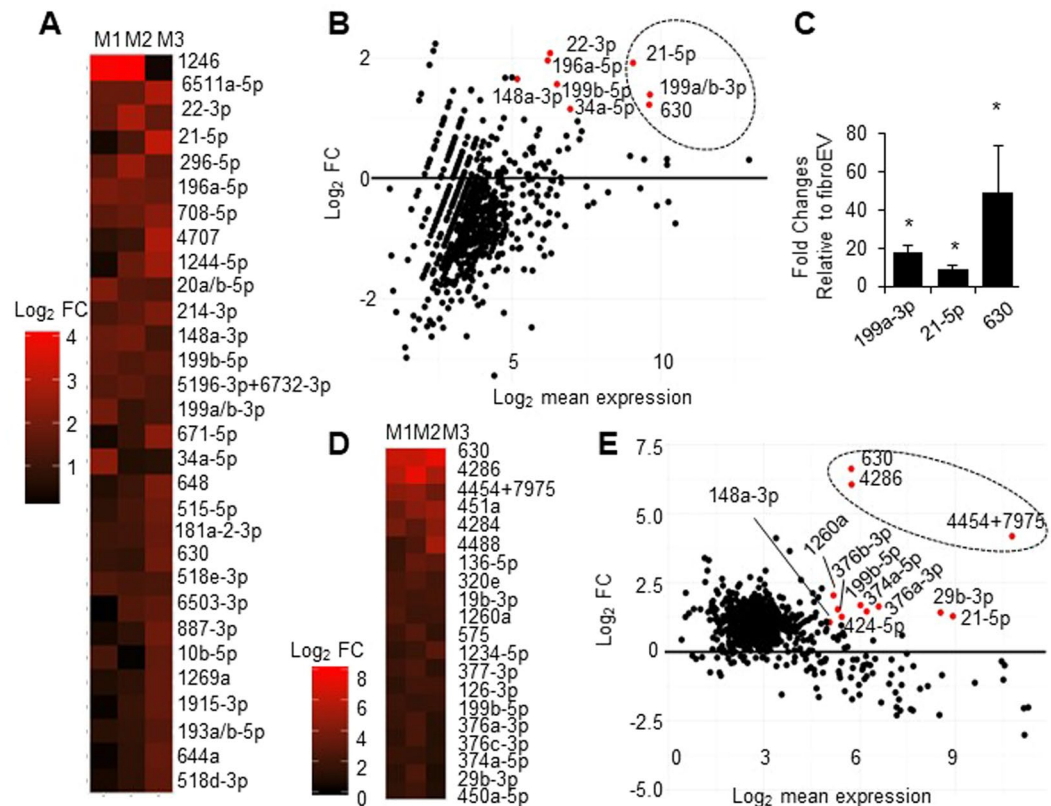 A
M1 M2 M3
1246
6511a-5p
22-3p
21-5p
296-5p
196a-5p
708-5p
4707
1244-5p
20a/b-5p
214-3p
148a-3p
199b-5p
5196-3p+6732-3p
199a/b-3p
671-5p
34a-5p
648
515-5p
181a-2-3p
630
518e-3p
6503-3p
887-3p
10b-5p
1269a
1915-3p
193a/b-5p
644a
518d-3p
Log2 FC
4
3
2
1
B
22-3p
21-5p
196a-5p
199a/b-3p
199b-5p
148a-3p
34a-5p
630
2
0
-2
Log2 FC
5
10
Log2 mean expression
C
*
*
*
80
60
40
20
0
Fold Changes
Relative to fibroEV
199a-3p
21-5p
630
D
M1 M2 M3
630
4286
4454+7975
451a
4284
4488
136-5p
320e
19b-3p
1260a
575
1234-5p
377-3p
126-3p
199b-5p
376a-3p
376c-3p
374a-5p
29b-3p
450a-5p
Log2 FC
8
6
4
2
0
E
7.5
5.0
2.5
0
-2.5
-5.0
Log2 FC
630
4286
4454+7975
148a-3p
1260a
376b-3p
199b-5p
374a-5p
376a-3p
424-5p
29b-3p
21-5p
0
3
6
9
Log2 mean expression